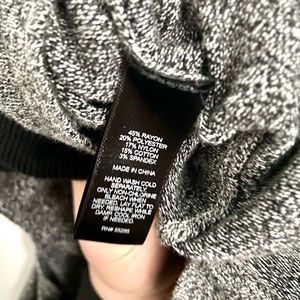 45% RAYON
20% POLYESTER
17% NYLON
15% COTTON
3% SPANDEX
MADE IN CHINA
HAND WASH COLD
SEPARATELY
ONLY NON-CHLORINE
BLEACH WHEN
NEEDED, LAY FLAT TO
DRY, RESHAPE WHILE
DAMP, COOL IRON
IF NEEDED.
RN# 55285